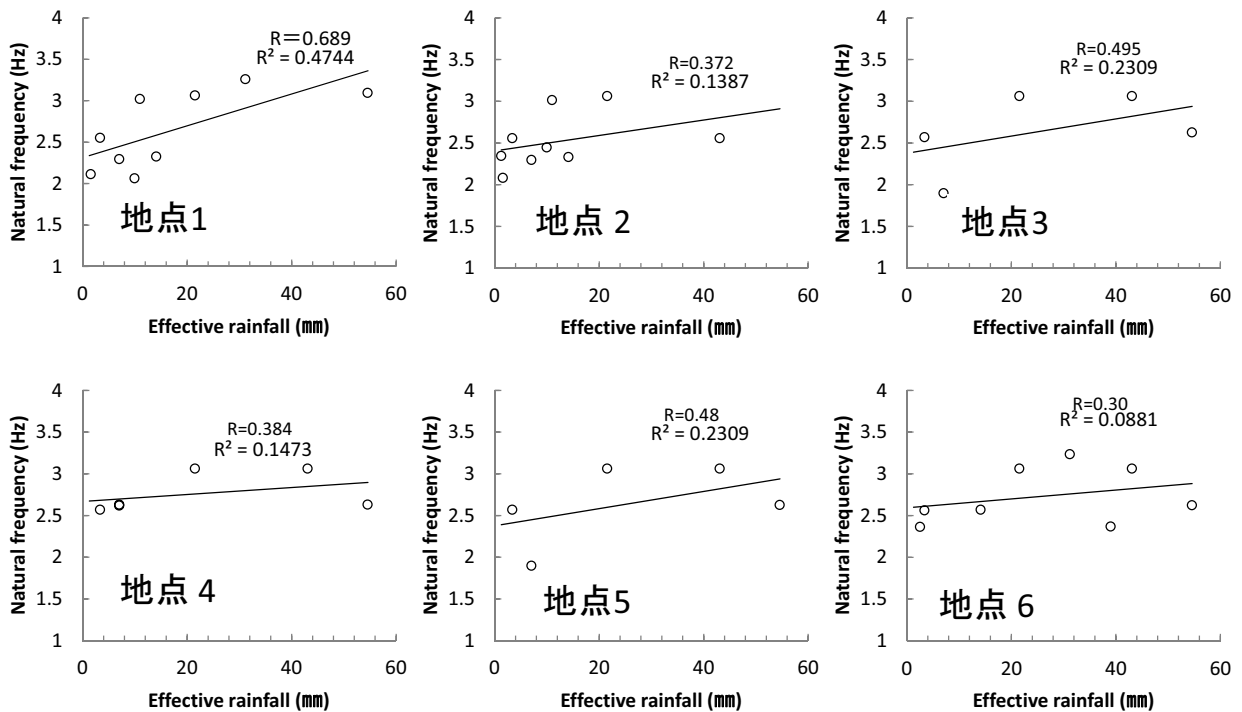 4
3.5
3
2.5
2
1.5
1
Natural frequency (Hz)
R＝0.689
R² = 0.4744
地点1
0 20 40 60
Effective rainfall (㎜)
4
3.5
3
2.5
2
1.5
1
Natural frequency (Hz)
R=0.372
R² = 0.1387
地点 2
0 20 40 60
Effective rainfall (㎜)
4
3.5
3
2.5
2
1.5
1
Natural frequency (Hz)
R=0.495
R² = 0.2309
地点3
0 20 40 60
Effective rainfall (㎜)
4
3.5
3
2.5
2
1.5
1
Natural frequency (Hz)
R=0.384
R² = 0.1473
地点 4
0 20 40 60
Effective rainfall (㎜)
4
3.5
3
2.5
2
1.5
1
Natural frequency (Hz)
R=0.48
R² = 0.2309
地点5
0 20 40 60
Effective rainfall (㎜)
4
3.5
3
2.5
2
1.5
1
Natural frequency (Hz)
R=0.30
R² = 0.0881
地点 6
0 20 40 60
Effective rainfall (㎜)